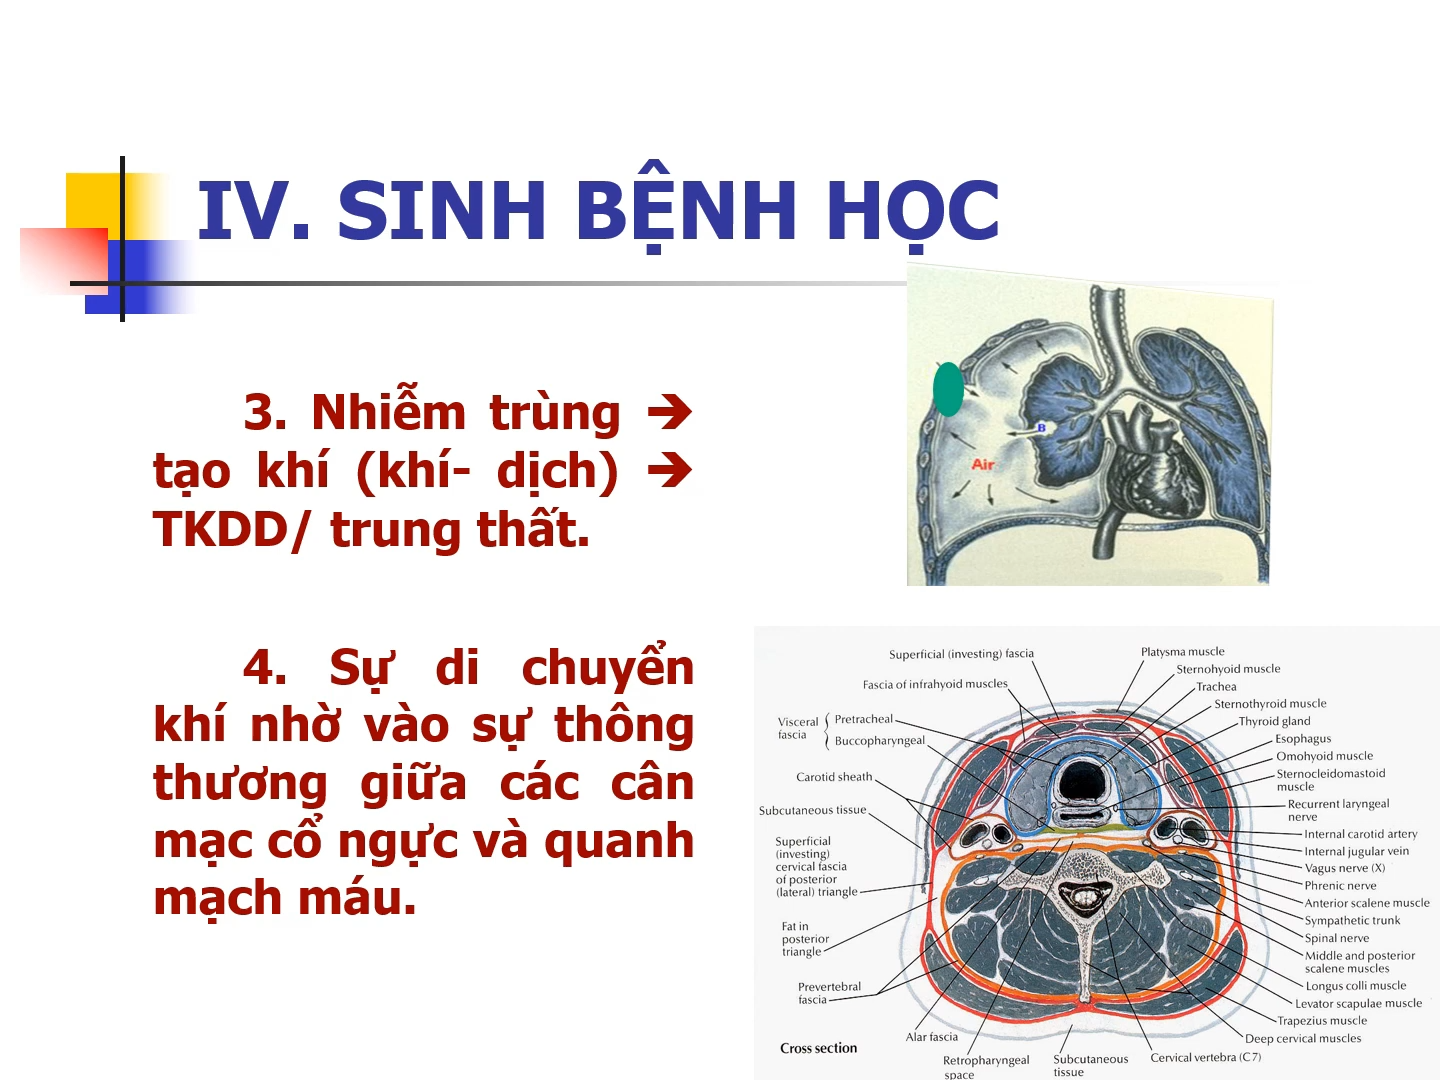 IV. SINH BỆNH HỌC
3. Nhiễm trùng ➔
tạo khí (khí- dịch) ➔
TKDD/ trung thất.
4. Sự di chuyển
khí nhờ vào sự thông
thương giữa các cân
mạc cổ ngực và quanh
mạch máu.
B
Air
Superficial (investing) fascia
Fascia of infrahyoid muscles
Visceral
fascia
Pretracheal
Buccopharyngeal
Carotid sheath
Subcutaneous tissue
Superficial
(investing)
cervical fascia
of posterior
(lateral) triangle
Fat in
posterior
triangle
Prevertebral
fascia
Cross section
Alar fascia
Retropharyngeal
space
Subcutaneous
tissue
Cervical vertebra (C7)
Platysma muscle
Sternohyoid muscle
Trachea
Sternothyroid muscle
Thyroid gland
Esophagus
Omohyoid muscle
Sternocleidomastoid
muscle
Recurrent laryngeal
nerve
Internal carotid artery
Internal jugular vein
Vagus nerve (X)
Phrenic nerve
Anterior scalene muscle
Sympathetic trunk
Spinal nerve
Middle and posterior
scalene muscles
Longus colli muscle
Levator scapulae muscle
Trapezius muscle
Deep cervical muscles